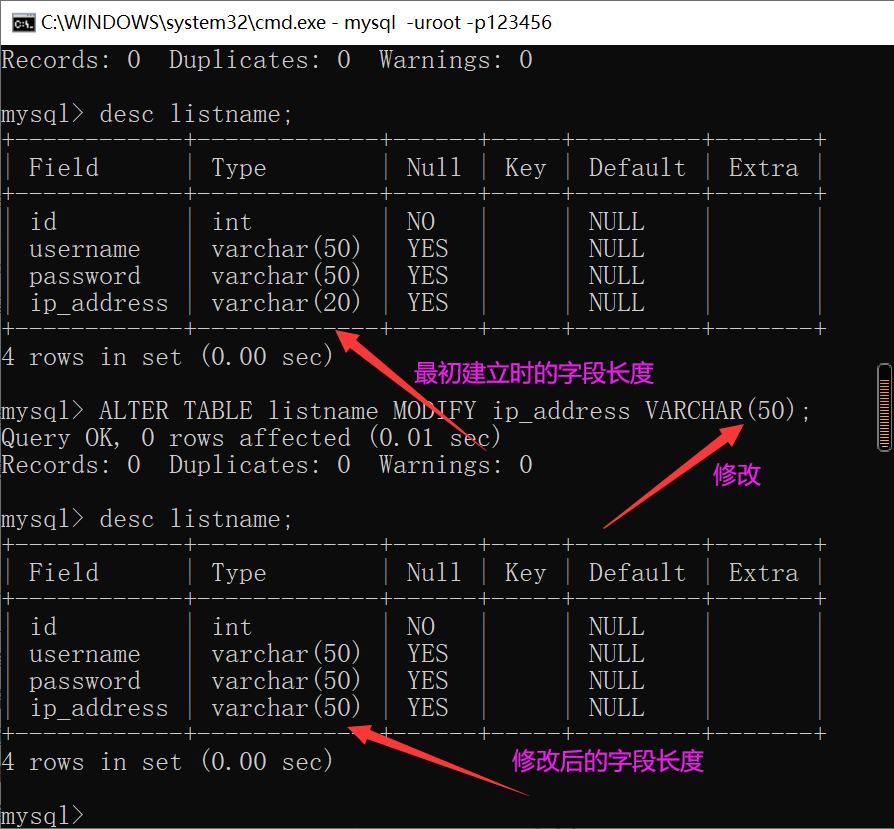 C:\WINDOWS\system32\cmd.exe - mysql  -uroot -p123456
Records: 0  Duplicates: 0  Warnings: 0
mysql> desc listname;
+------------+-------------+------+-----+---------+-------+
| Field      | Type        | Null | Key | Default | Extra |
+------------+-------------+------+-----+---------+-------+
| id         | int         | NO   |     | NULL    |       |
| username   | varchar(50) | YES  |     | NULL    |       |
| password   | varchar(50) | YES  |     | NULL    |       |
| ip_address | varchar(20) | YES  |     | NULL    |       |
+------------+-------------+------+-----+---------+-------+
4 rows in set (0.00 sec)
最初建立时的字段长度
mysql> ALTER TABLE listname MODIFY ip_address VARCHAR(50);
Query OK, 0 rows affected (0.01 sec)
Records: 0  Duplicates: 0  Warnings: 0
修改
mysql> desc listname;
+------------+-------------+------+-----+---------+-------+
| Field      | Type        | Null | Key | Default | Extra |
+------------+-------------+------+-----+---------+-------+
| id         | int         | NO   |     | NULL    |       |
| username   | varchar(50) | YES  |     | NULL    |       |
| password   | varchar(50) | YES  |     | NULL    |       |
| ip_address | varchar(50) | YES  |     | NULL    |       |
+------------+-------------+------+-----+---------+-------+
4 rows in set (0.00 sec)
修改后的字段长度
mysql>